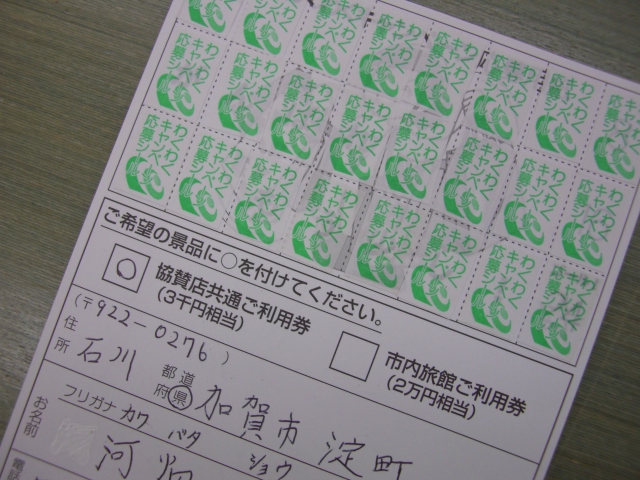 わくわく
キャンペーン
応募シール
ご希望の景品に○を付けてください。
○ 協賛店共通ご利用券
(3千円相当)
市内旅館ご利用券
(2万円相当)
(〒922-0276)
住所 石川 都道府県 加賀市 淀町
フリガナ カワ バタ ショウ
お名前 河畑
電話